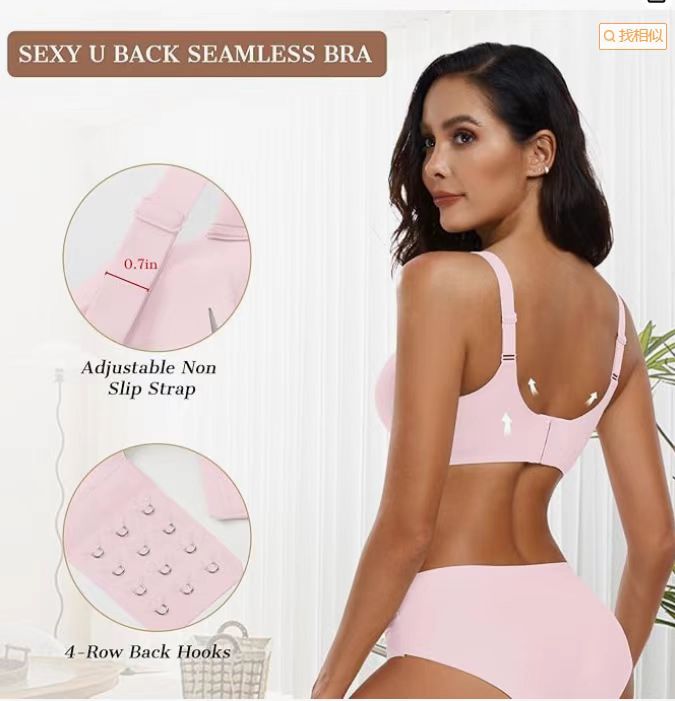 找相似
SEXY U BACK SEAMLESS BRA
0.7in
Adjustable Non
Slip Strap
4-Row Back Hooks